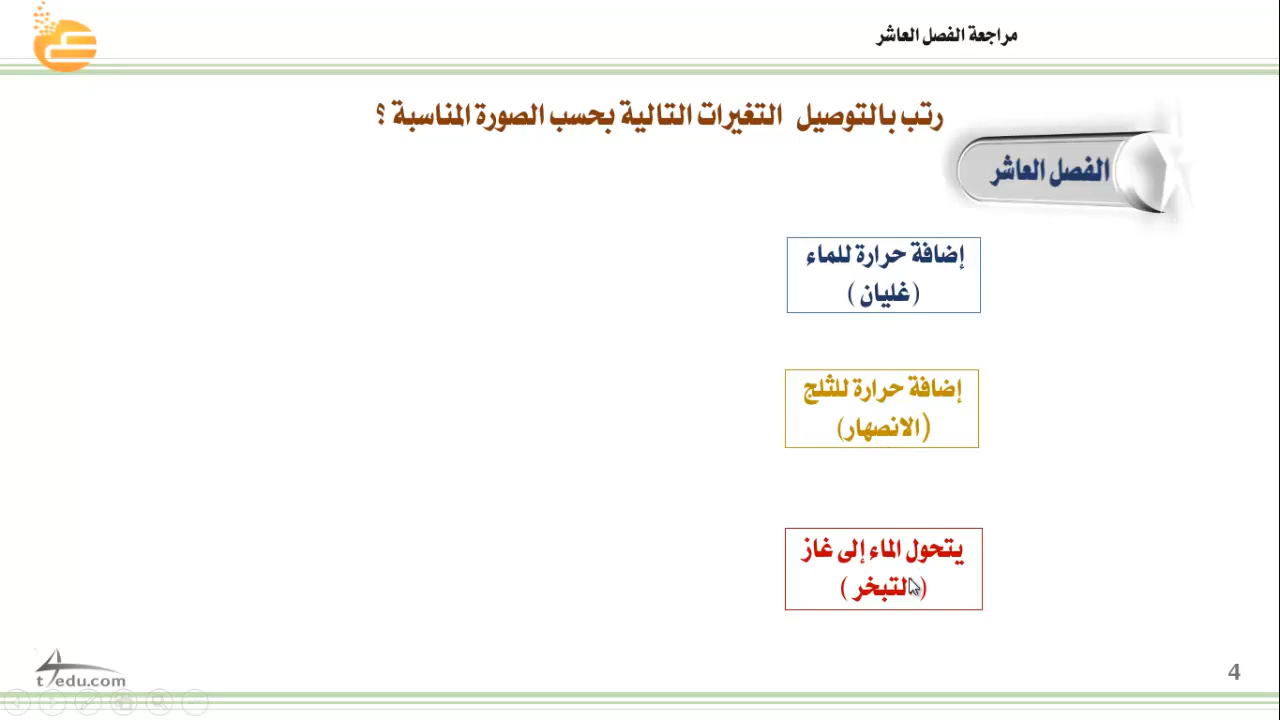 مراجعة الفصل العاشر
رتب بالتوصيل التغيرات التالية بحسب الصورة المناسبة ؟
الفصل العاشر
إضافة حرارة للماء
(غليان )
إضافة حرارة للثلج
(الانصهار)
يتحول الماء إلى غاز
(التبخر )
t4edu.com
4